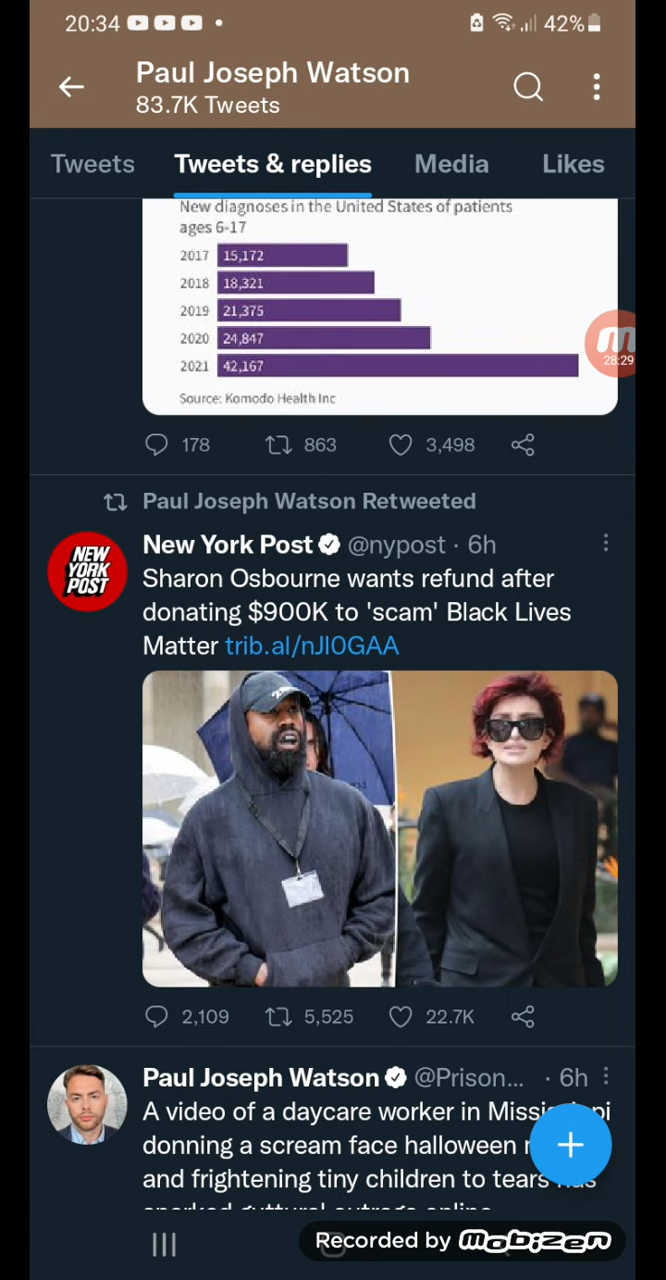 20:34
42%
Paul Joseph Watson
83.7K Tweets
Tweets
Tweets & replies
Media
Likes
New diagnoses in the United States of patients
ages 6-17
2017 15,172
2018 18,321
2019 21,375
2020 24,847
2021 42,167
Source: Komodo Health Inc
28:29
178 863 3,498
Paul Joseph Watson Retweeted
NEW
YORK
POST
New York Post @nypost · 6h
Sharon Osbourne wants refund after
donating $900K to 'scam' Black Lives
Matter trib.al/nJI0GAA
2,109 5,525 22.7K
Paul Joseph Watson @Prison... · 6h
A video of a daycare worker in
donning a scream face halloween
and frightening tiny children to tears has
Recorded by mobizen